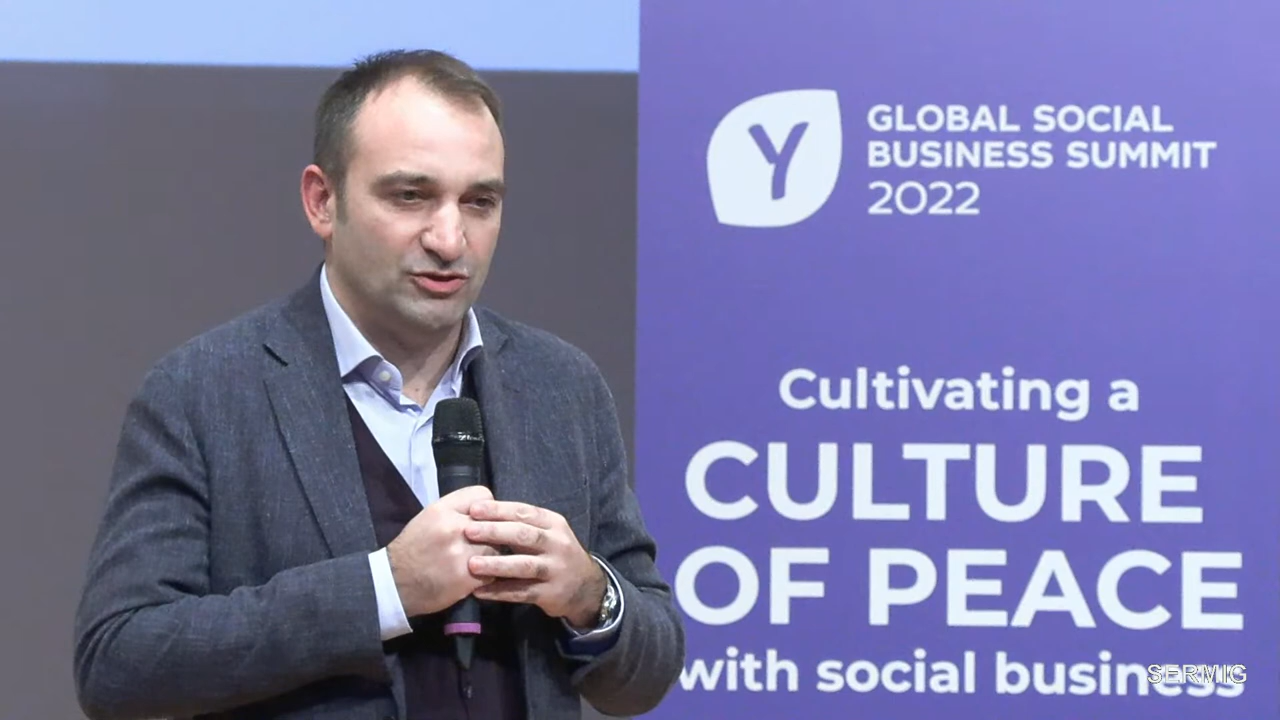 Y
GLOBAL SOCIAL
BUSINESS SUMMIT
2022
Cultivating a
CULTURE
OF PEACE
with social business
SERMIG